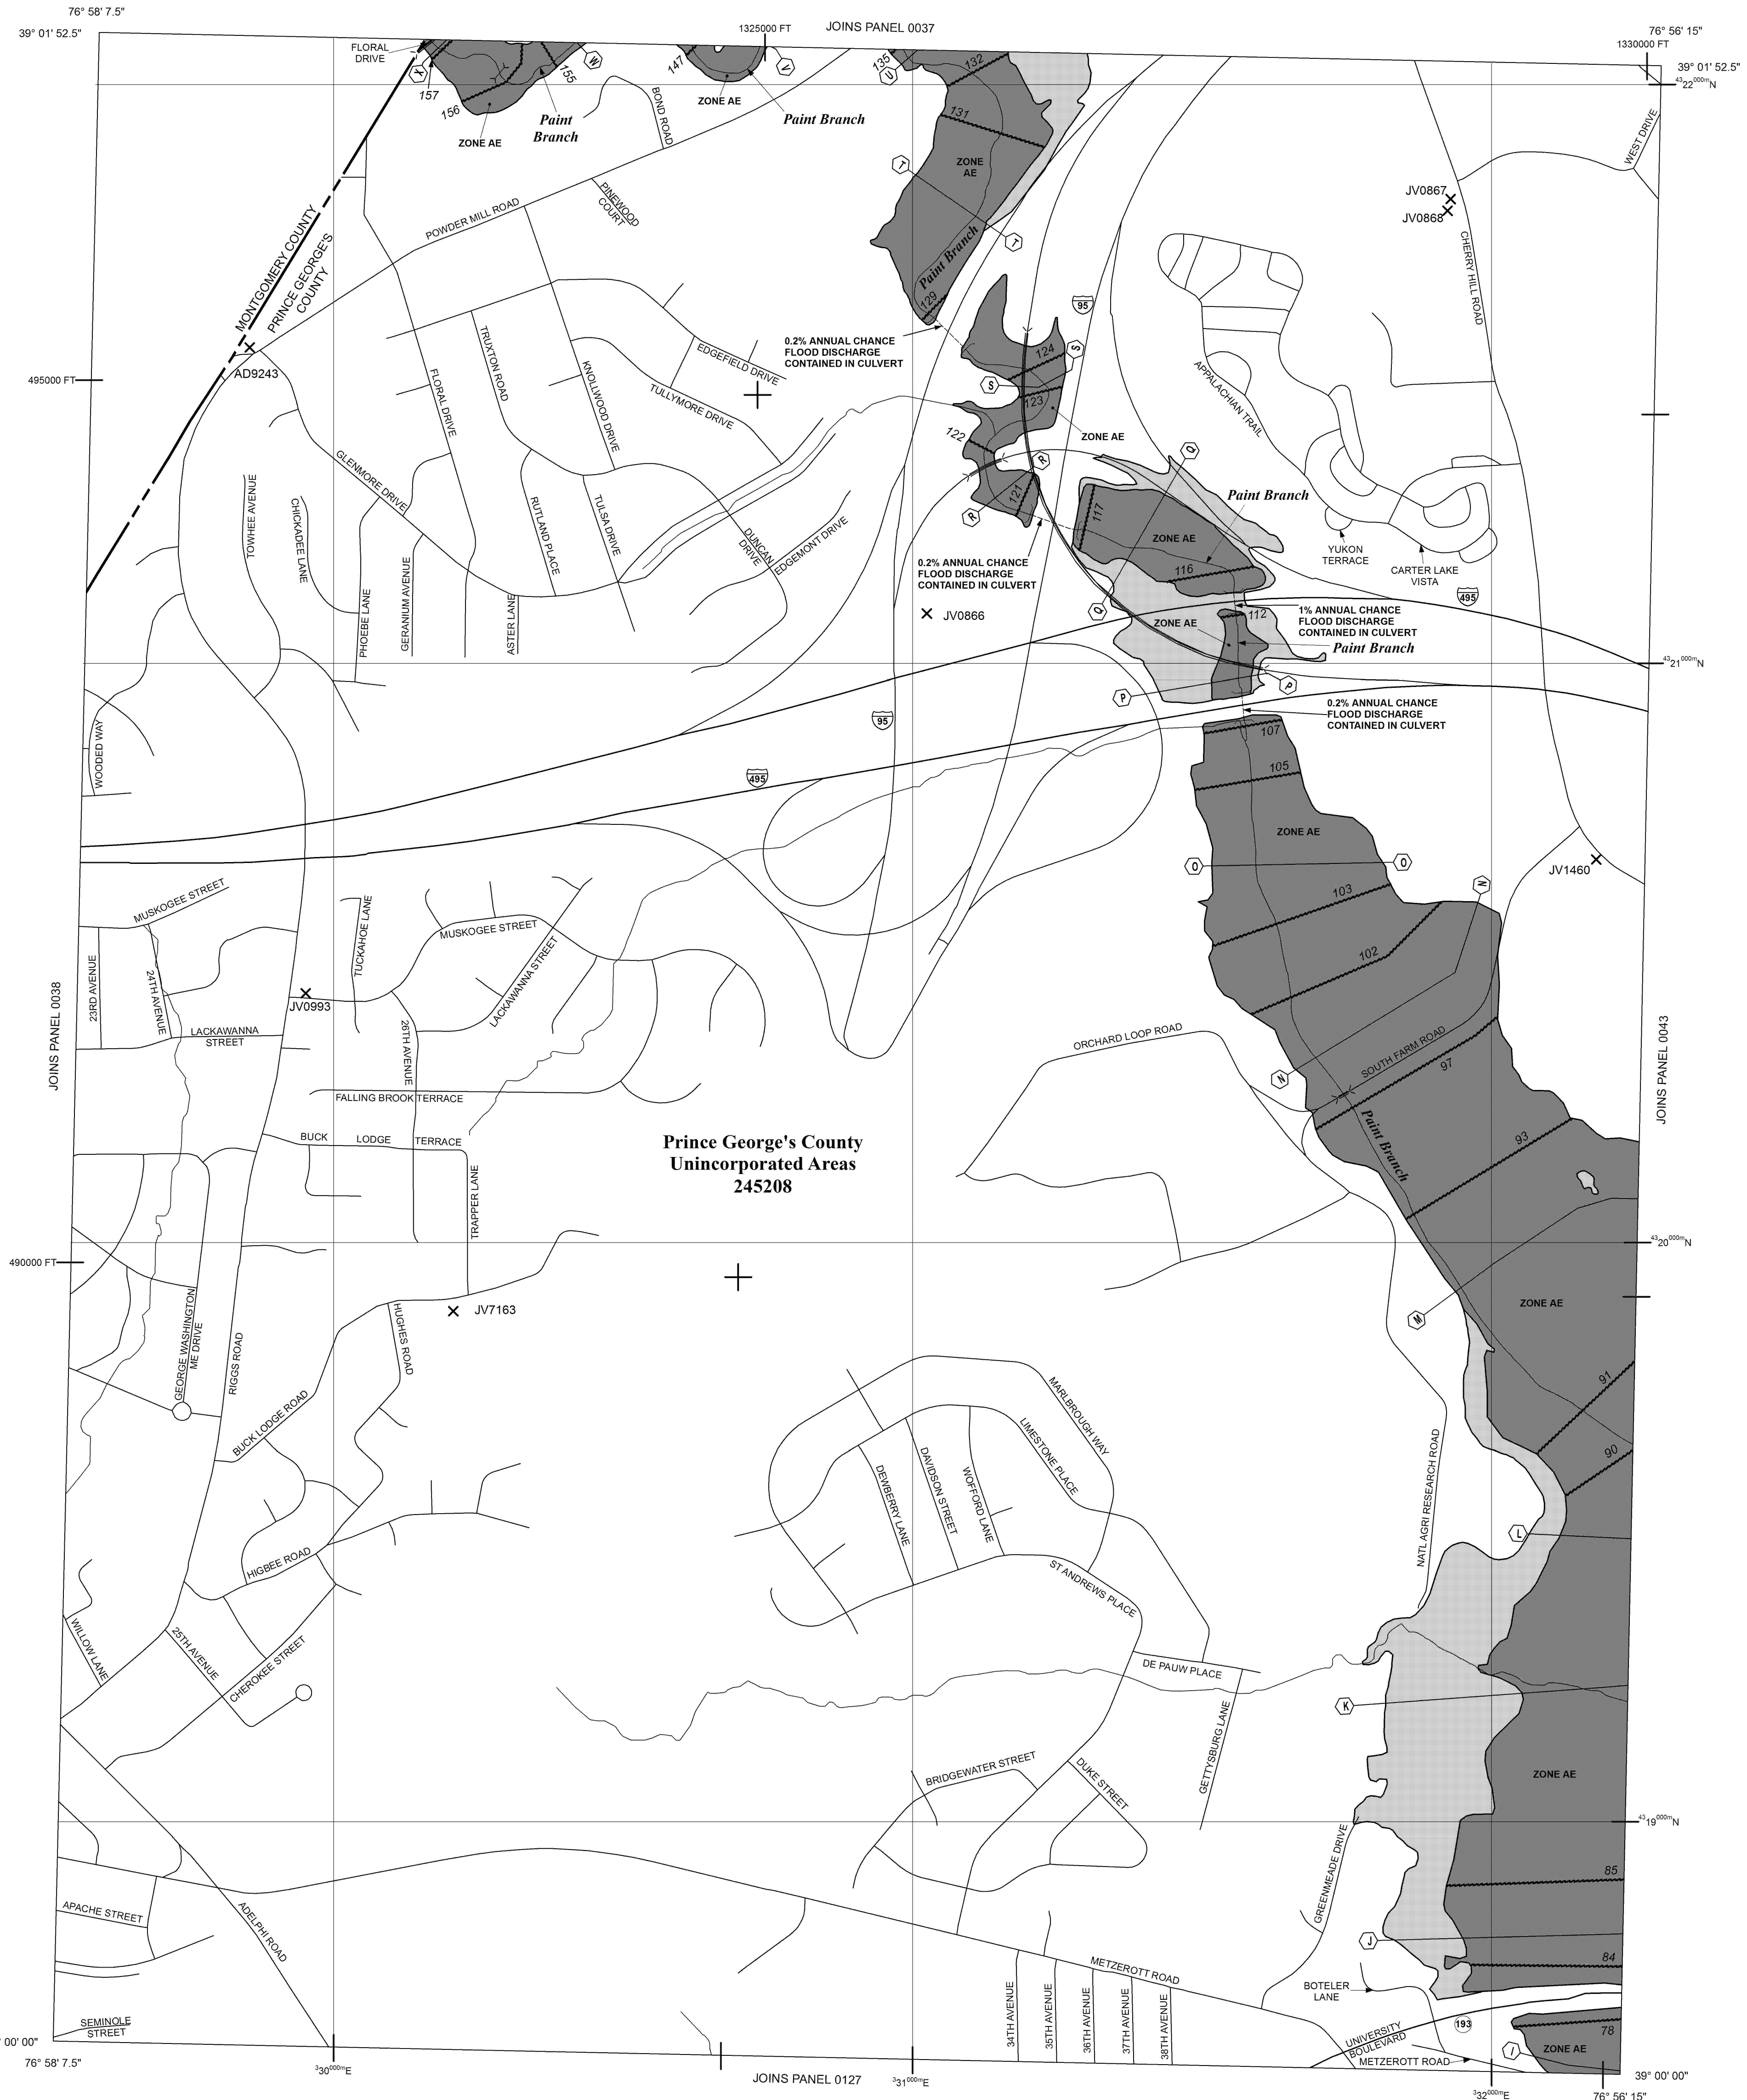 76° 58' 7.5"
39° 01' 52.5"
1325000 FT
JOINS PANEL 0037
76° 56' 15"
1330000 FT
39° 01' 52.5"
4322000mN
FLORAL
DRIVE
X
157
156
155
W
ZONE AE
Paint
Branch
147
V
ZONE AE
Paint Branch
BOND ROAD
135
U
132
131
ZONE
AE
T
T
Paint Branch
129
WEST DRIVE
JV0867
JV0868
CHERRY HILL ROAD
PINEWOOD
COURT
POWDER MILL ROAD
MONTGOMERY COUNTY
PRINCE GEORGE'S
COUNTY
AD9243
495000 FT
0.2% ANNUAL CHANCE
FLOOD DISCHARGE
CONTAINED IN CULVERT
95
124
S
S
123
122
ZONE AE
R
R
121
EDGEFIELD DRIVE
TULLYMORE DRIVE
TRUXTON ROAD
KNOLLWOOD DRIVE
FLORAL DRIVE
GLENMORE DRIVE
APPALACHIAN TRAIL
Q
Paint Branch
117
ZONE AE
116
Q
TOWHEE AVENUE
CHICKADEE LANE
PHOEBE LANE
GERANIUM AVENUE
ASTER LANE
RUTLAND PLACE
TULSA DRIVE
DUNCAN
DRIVE
EDGEMONT DRIVE
0.2% ANNUAL CHANCE
FLOOD DISCHARGE
CONTAINED IN CULVERT
JV0866
YUKON
TERRACE
CARTER LAKE
VISTA
495
1% ANNUAL CHANCE
FLOOD DISCHARGE
CONTAINED IN CULVERT
112
ZONE AE
Paint Branch
4321000mN
P
P
0.2% ANNUAL CHANCE
FLOOD DISCHARGE
CONTAINED IN CULVERT
95
495
WOODED WAY
107
105
ZONE AE
O
O
N
JV1460
103
102
MUSKOGEE STREET
TUCKAHOE LANE
MUSKOGEE STREET
LACKAWANNA STREET
23RD AVENUE
24TH AVENUE
JV0993
LACKAWANNA
STREET
26TH AVENUE
JOINS PANEL 0038
JOINS PANEL 0043
FALLING BROOK TERRACE
BUCK LODGE TERRACE
TRAPPER LANE
ORCHARD LOOP ROAD
SOUTH FARM ROAD
N
97
Paint Branch
93
Prince George's County
Unincorporated Areas
245208
4320000mN
490000 FT
M
ZONE AE
JV7163
GEORGE WASHINGTON
ME DRIVE
RIGGS ROAD
HUGHES ROAD
BUCK LODGE ROAD
91
90
MARLBROUGH WAY
LIMESTONE PLACE
WOFFORD LANE
DAVIDSON STREET
DEWBERRY LANE
NATL AGRI RESEARCH ROAD
L
HIGBEE ROAD
ST ANDREWS PLACE
WILLOW LANE
25TH AVENUE
CHEROKEE STREET
DE PAUW PLACE
GETTYSBURG LANE
K
BRIDGEWATER STREET
DUKE STREET
ZONE AE
4319000mN
GREENMEADE DRIVE
85
J
84
APACHE STREET
ADELPHI ROAD
METZEROTT ROAD
BOTELER
LANE
34TH AVENUE
35TH AVENUE
36TH AVENUE
37TH AVENUE
38TH AVENUE
193
UNIVERSITY
BOULEVARD
METZEROTT ROAD
I
78
ZONE AE
SEMINOLE
STREET
° 00' 00"
76° 58' 7.5"
330000mE
JOINS PANEL 0127
331000mE
332000mE
39° 00' 00"
76° 56' 15"